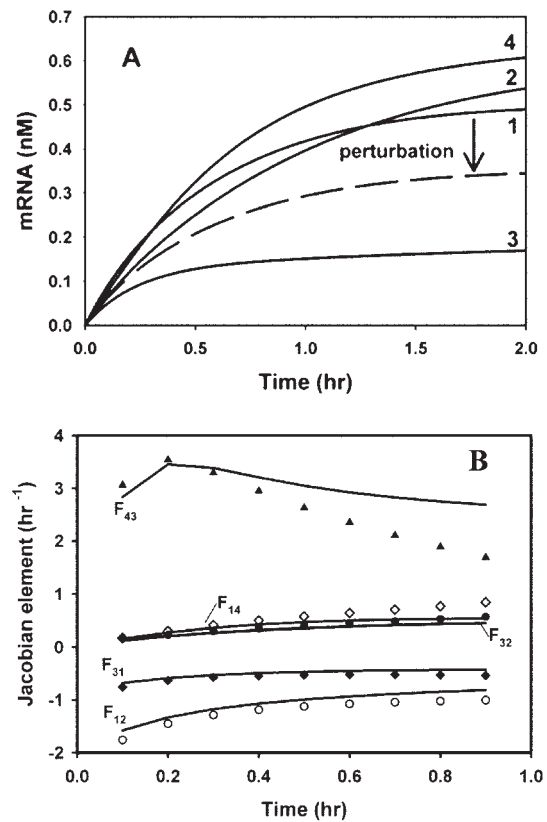 A
mRNA (nM)
0.7
0.6
0.5
0.4
0.3
0.2
0.1
0.0
4
2
1
perturbation
3
0.0 0.5 1.0 1.5 2.0
Time (hr)
B
Jacobian element (hr -1)
4
3
2
1
0
-1
-2
F43
F14
F32
F31
F12
0.0 0.2 0.4 0.6 0.8 1.0
Time (hr)